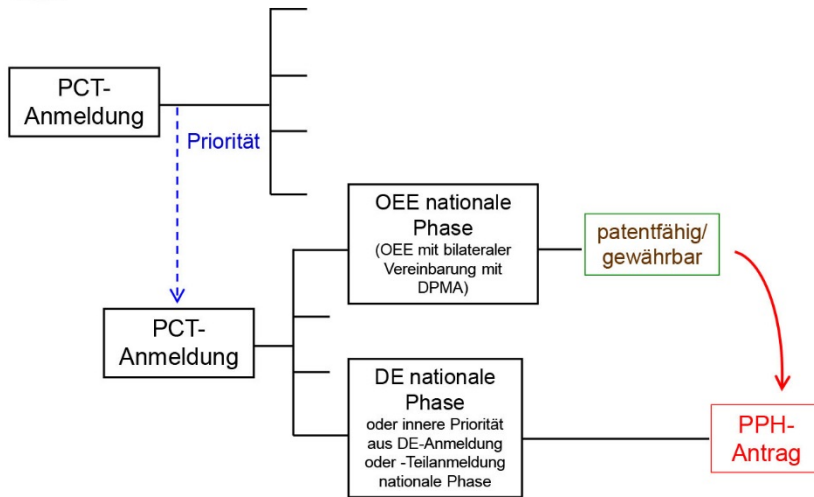 PCT-
Anmeldung
Priorität
OEE nationale
Phase
(OEE mit bilateraler
Vereinbarung mit
DPMA)
patentfähig/
gewährbar
PCT-
Anmeldung
DE nationale
Phase
oder innere Priorität
aus DE-Anmeldung
oder -Teilanmeldung
nationale Phase
PPH-
Antrag